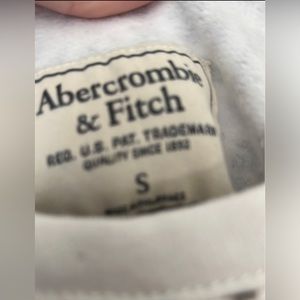 Abercrombie
& Fitch
REG. U.S. PAT. TRADEMARK
QUALITY SINCE 1892
S